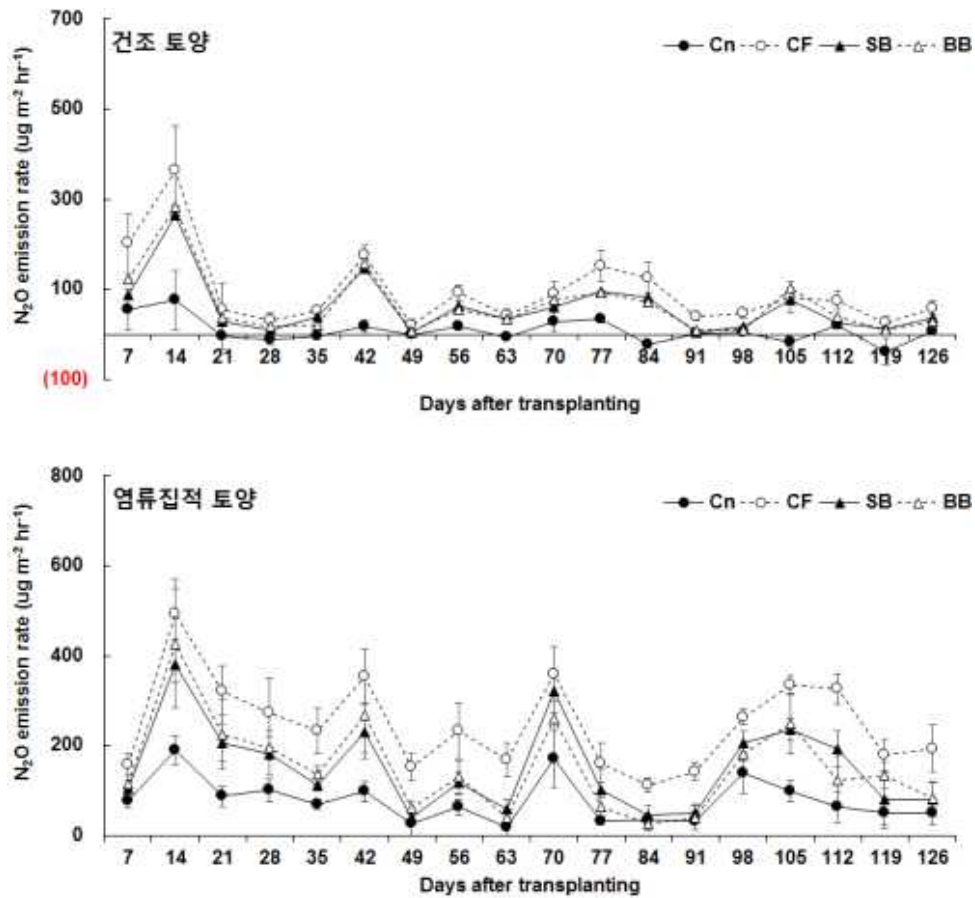 700
500
300
100
(100)
N₂O emission rate (ug m⁻² hr⁻¹)
건조 토양
Cn CF SB BB
7 14 21 28 35 42 49 56 63 70 77 84 91 98 105 112 119 126
Days after transplanting
800
600
400
200
0
N₂O emission rate (ug m⁻² hr⁻¹)
염류집적 토양
Cn CF SB BB
7 14 21 28 35 42 49 56 63 70 77 84 91 98 105 112 119 126
Days after transplanting